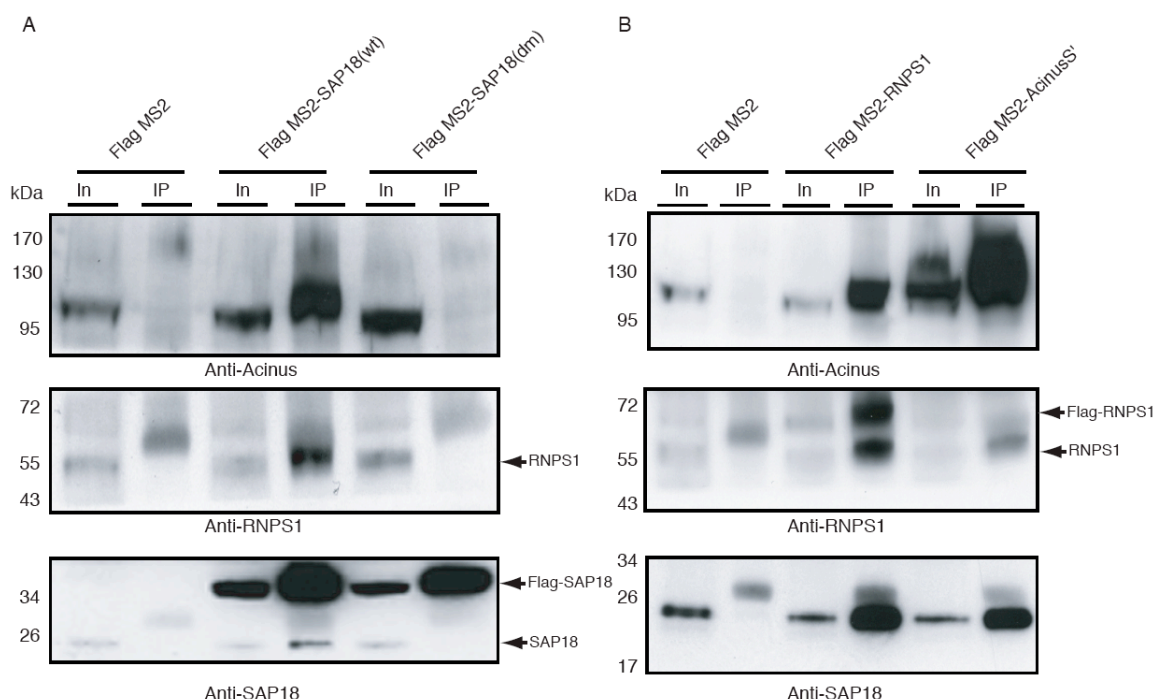 A
Flag MS2
Flag MS2-SAP18(wt)
Flag MS2-SAP18(dm)
kDa
In IP In IP In IP
170
130
95
Anti-Acinus
72
55
43
RNPS1
Anti-RNPS1
34
26
Flag-SAP18
SAP18
Anti-SAP18
B
Flag MS2
Flag MS2-RNPS1
Flag MS2-AcinusS'
kDa
In IP In IP In IP
170
130
95
Anti-Acinus
72
55
43
Flag-RNPS1
RNPS1
Anti-RNPS1
34
26
17
Anti-SAP18